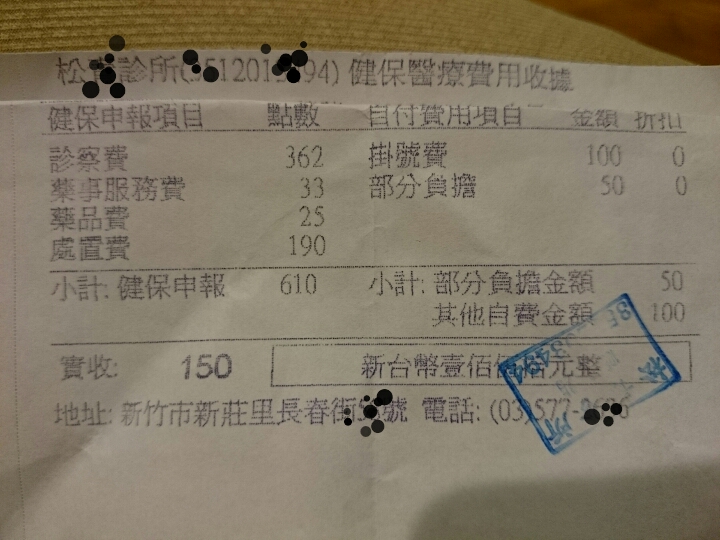 診所 健保醫療費用收據
健保申報項目 點數 自付費用項目 金額 折扣
診察費 362 掛號費 100 0
藥事服務費 33 部分負擔 50 0
藥品費 25
處置費 190
小計: 健保申報 610 小計: 部分負擔金額 50
其他自費金額 100
實收: 150 新台幣壹佰伍拾元整
地址: 新竹市新莊里長春街 號 電話: (03)577-